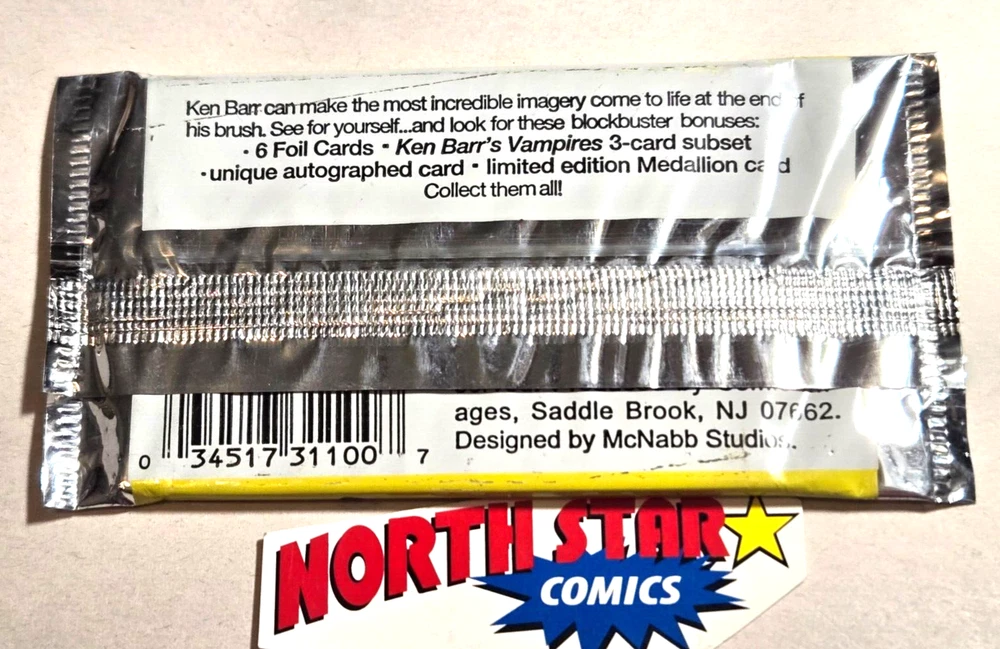 Ken Barr can make the most incredible imagery come to life at the end of
his brush. See for yourself...and look for these blockbuster bonuses:
• 6 Foil Cards • Ken Barr's Vampires 3-card subset
• unique autographed card • limited edition Medallion card
Collect them all!
ages, Saddle Brook, NJ 07662.
Designed by McNabb Studios.
0 34517 31100 7
NORTH STAR
COMICS